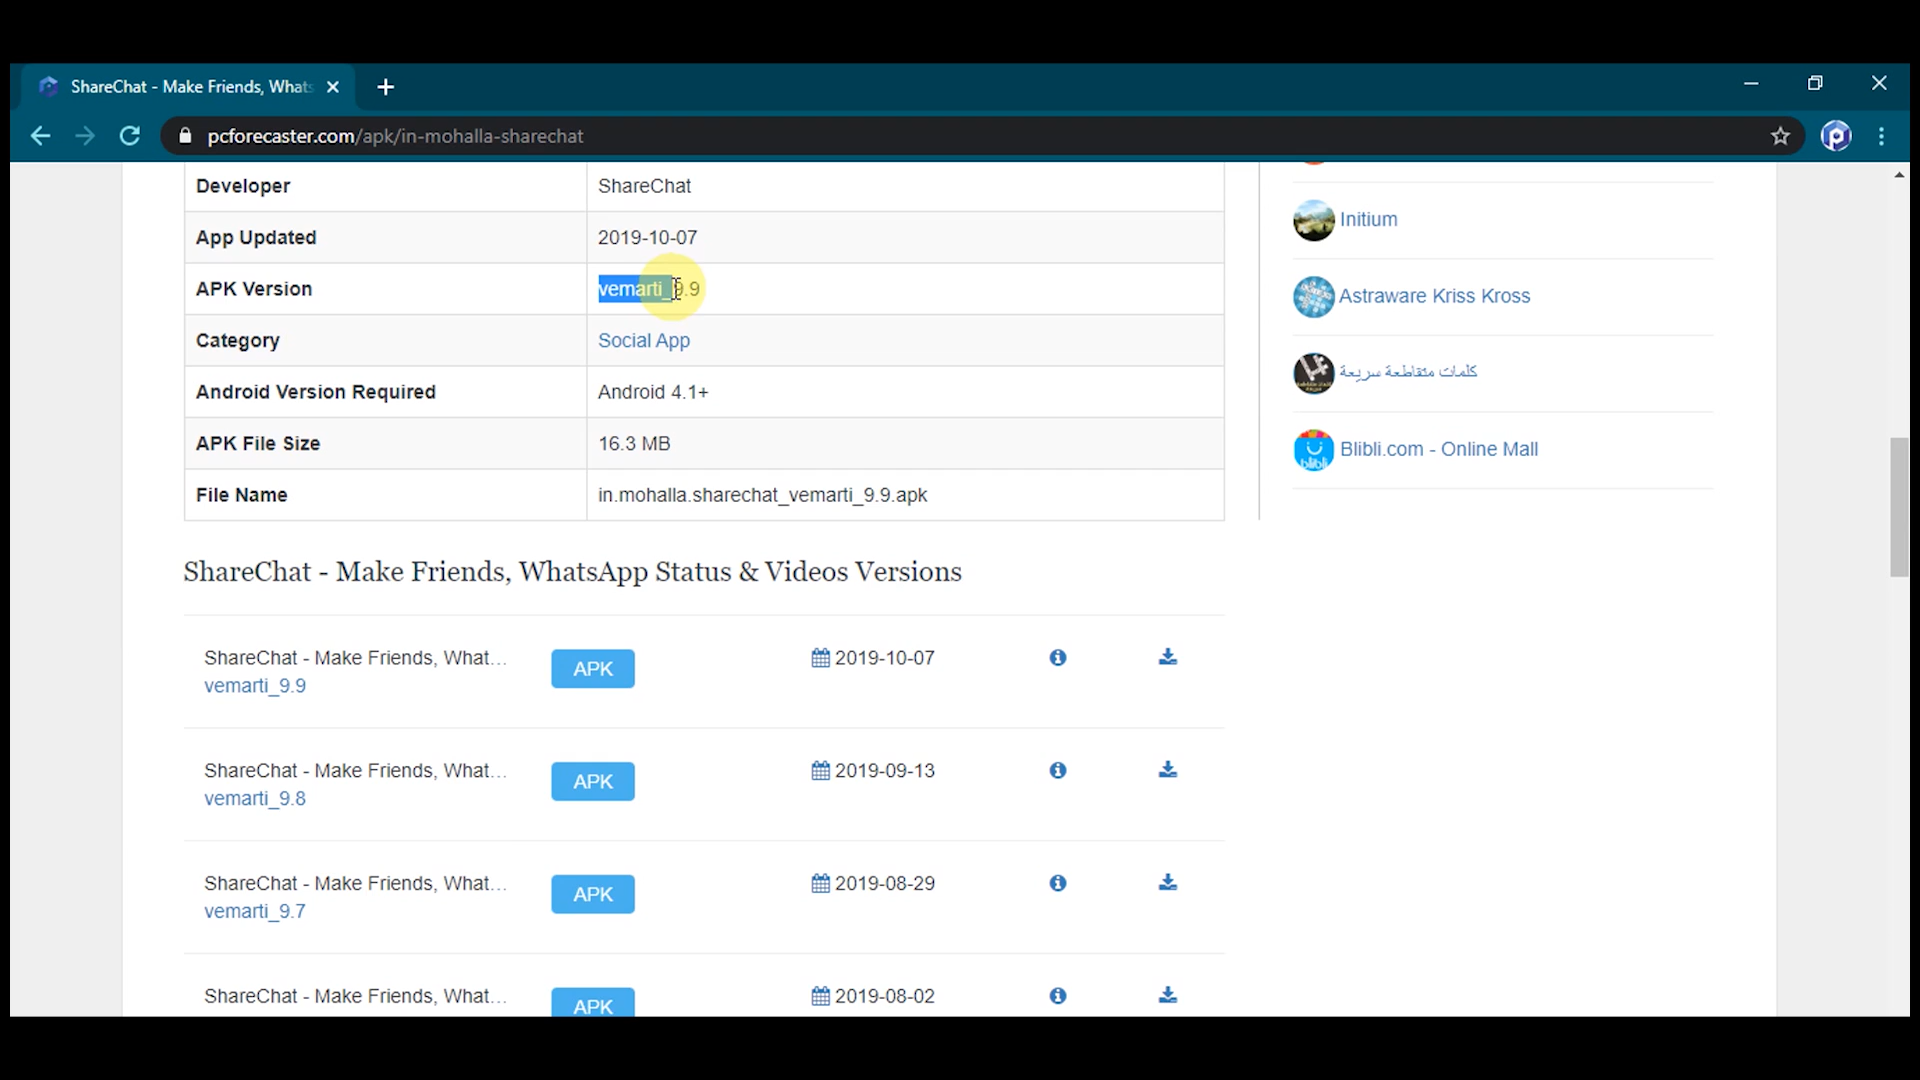 ShareChat - Make Friends, Whats
pcforecaster.com/apk/in-mohalla-sharechat
Developer ShareChat
App Updated 2019-10-07
APK Version vemarti_9.9
Category Social App
Android Version Required Android 4.1+
APK File Size 16.3 MB
File Name in.mohalla.sharechat_vemarti_9.9.apk
Initium
Astraware Kriss Kross
كلمات متقاطعة سريعة
Blibli.com - Online Mall
ShareChat - Make Friends, WhatsApp Status & Videos Versions
ShareChat - Make Friends, What... APK 2019-10-07
vemarti_9.9
ShareChat - Make Friends, What... APK 2019-09-13
vemarti_9.8
ShareChat - Make Friends, What... APK 2019-08-29
vemarti_9.7
ShareChat - Make Friends, What... APK 2019-08-02